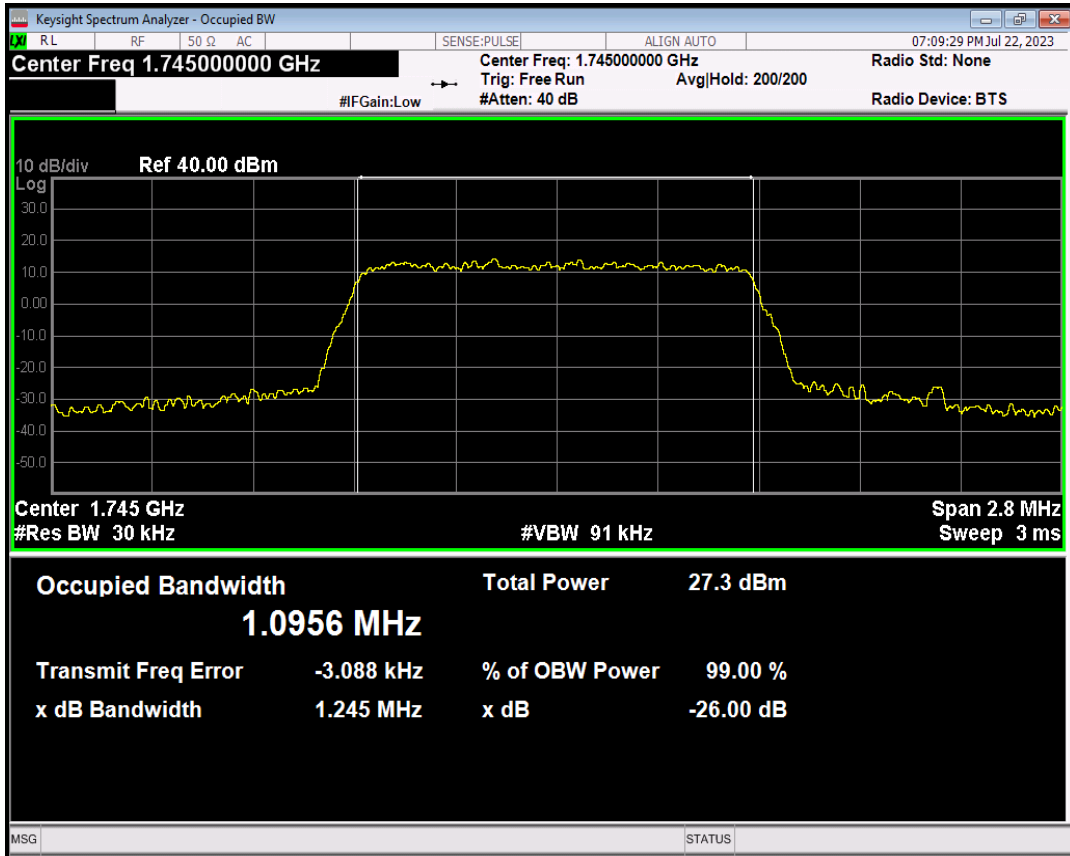 Keysight Spectrum Analyzer - Occupied BW
LXI RL RF 50 Ω AC SENSE:PULSE ALIGN AUTO 07:09:29 PM Jul 22, 2023
Center Freq 1.745000000 GHz
Center Freq: 1.745000000 GHz
Radio Std: None
Trig: Free Run Avg|Hold: 200/200
#IFGain:Low #Atten: 40 dB Radio Device: BTS
10 dB/div Ref 40.00 dBm
Log
30.0
20.0
10.0
0.00
-10.0
-20.0
-30.0
-40.0
-50.0
Center 1.745 GHz Span 2.8 MHz
#Res BW 30 kHz #VBW 91 kHz Sweep 3 ms
Occupied Bandwidth Total Power 27.3 dBm
1.0956 MHz
Transmit Freq Error -3.088 kHz % of OBW Power 99.00 %
x dB Bandwidth 1.245 MHz x dB -26.00 dB
MSG STATUS